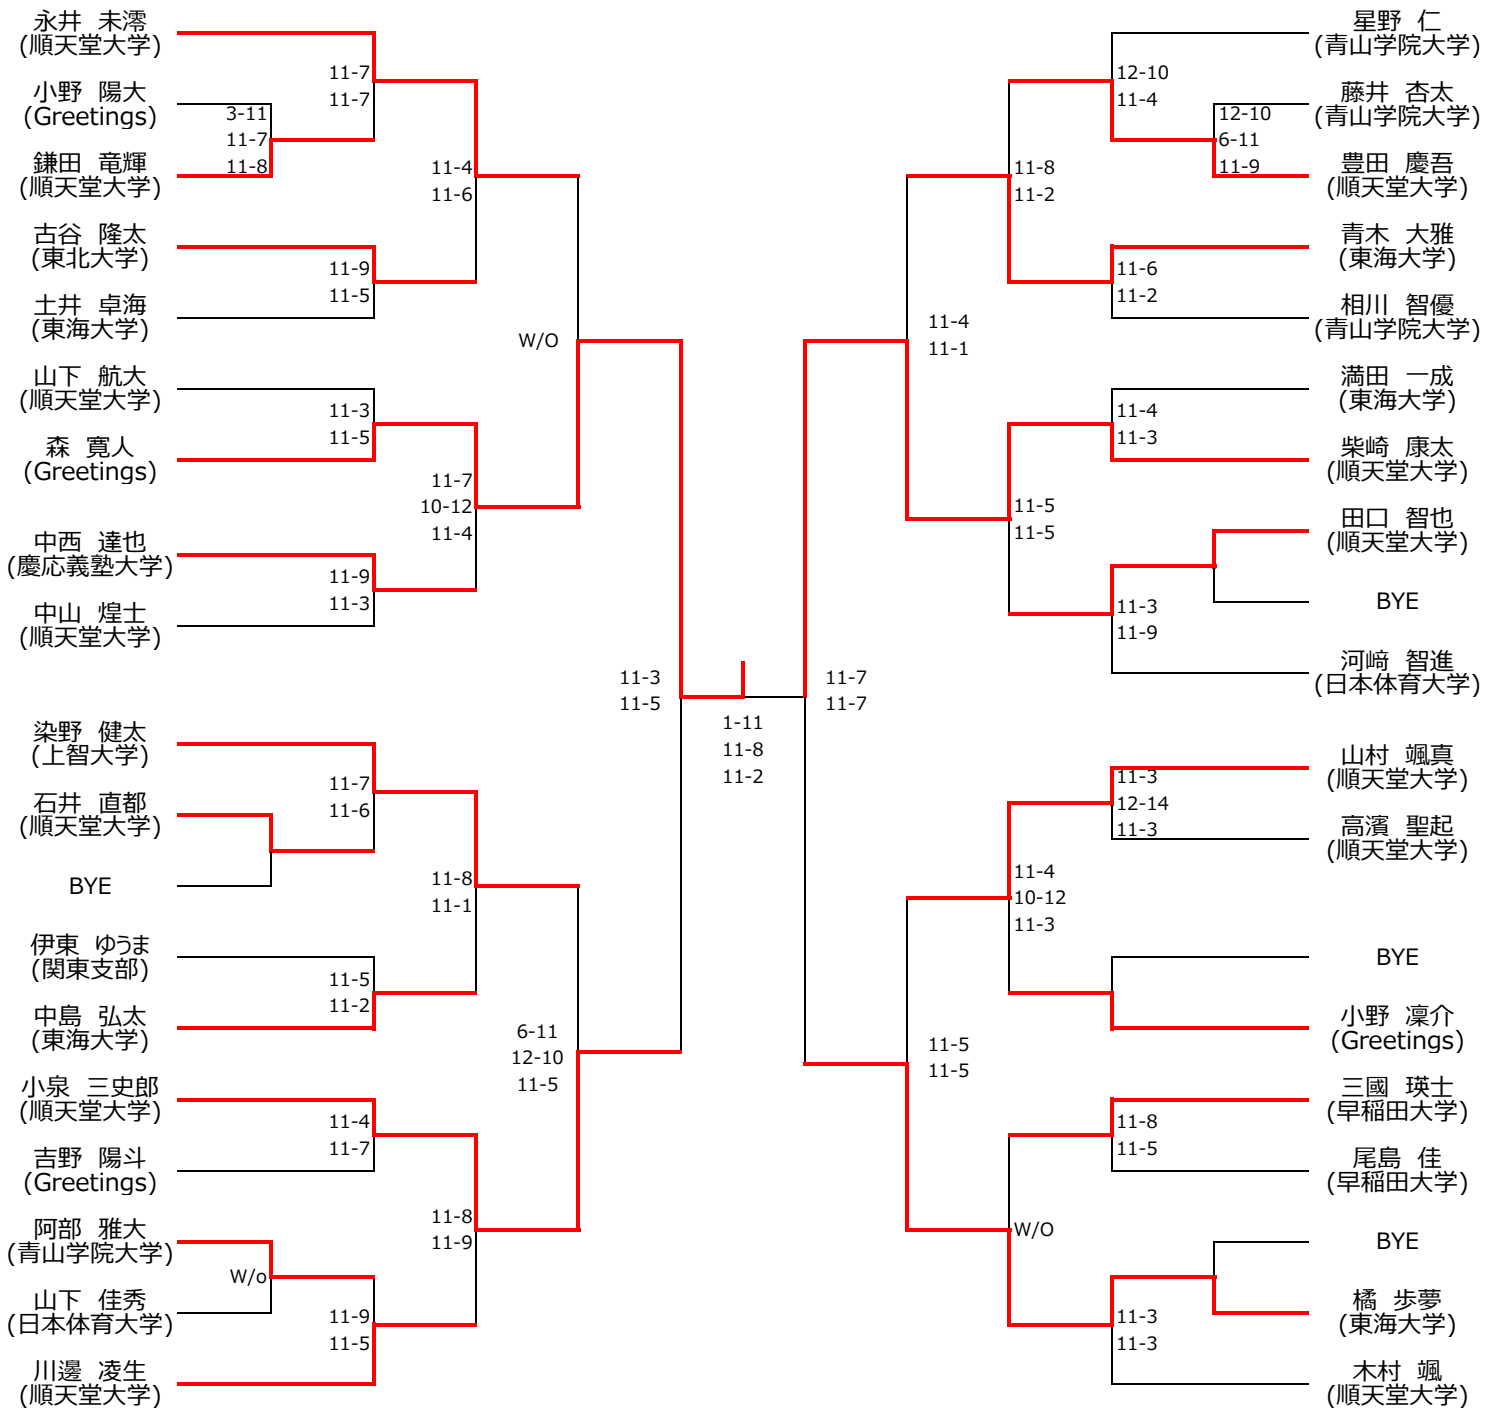 永井 未澪
(順天堂大学)
小野 陽大
(Greetings)
鎌田 竜輝
(順天堂大学)
古谷 隆太
(東北大学)
土井 卓海
(東海大学)
山下 航大
(順天堂大学)
森 寛人
(Greetings)
中西 達也
(慶応義塾大学)
中山 煌士
(順天堂大学)
染野 健太
(上智大学)
石井 直都
(順天堂大学)
BYE
伊東 ゆうま
(関東支部)
中島 弘太
(東海大学)
小泉 三史郎
(順天堂大学)
吉野 陽斗
(Greetings)
阿部 雅大
(青山学院大学)
山下 佳秀
(日本体育大学)
川邊 凌生
(順天堂大学)
3-11
11-7
11-8
W/o
11-7
11-7
11-9
11-5
11-3
11-5
11-9
11-3
11-7
11-6
11-5
11-2
11-4
11-7
11-9
11-5
11-4
11-6
11-7
10-12
11-4
11-8
11-1
11-8
11-9
W/O
6-11
12-10
11-5
11-3
11-5
1-11
11-8
11-2
11-7
11-7
11-4
11-1
11-5
11-5
11-8
11-2
11-5
11-5
11-4
10-12
11-3
W/O
12-10
11-4
11-6
11-2
11-4
11-3
11-3
11-9
11-3
12-14
11-3
11-8
11-5
11-3
11-3
12-10
6-11
11-9
星野 仁
(青山学院大学)
藤井 杏太
(青山学院大学)
豊田 慶吾
(順天堂大学)
青木 大雅
(東海大学)
相川 智優
(青山学院大学)
満田 一成
(東海大学)
柴崎 康太
(順天堂大学)
田口 智也
(順天堂大学)
BYE
河﨑 智進
(日本体育大学)
山村 颯真
(順天堂大学)
高濱 聖起
(順天堂大学)
BYE
小野 凜介
(Greetings)
三國 瑛士
(早稲田大学)
尾島 佳
(早稲田大学)
BYE
橘 歩夢
(東海大学)
木村 颯
(順天堂大学)